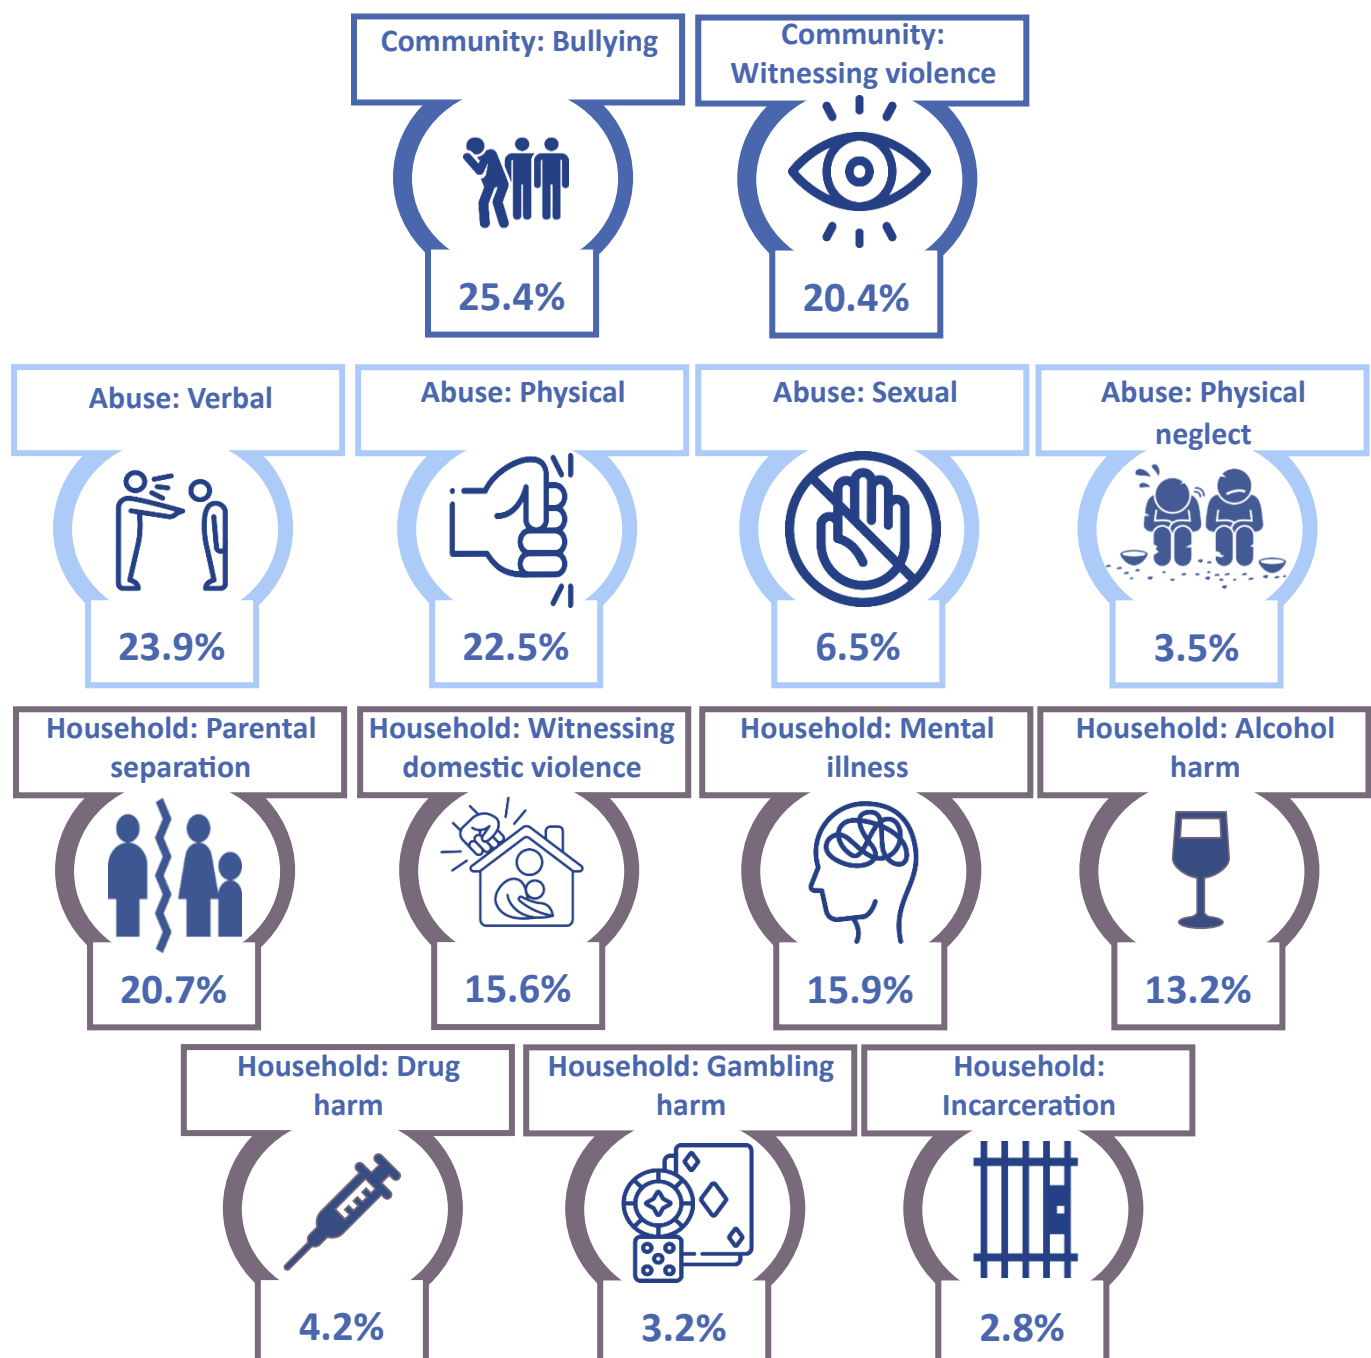 Community: Bullying
Community:
Witnessing violence
25.4%
20.4%
Abuse: Verbal
Abuse: Physical
Abuse: Sexual
Abuse: Physical
neglect
23.9%
22.5%
6.5%
3.5%
Household: Parental
separation
Household: Witnessing
domestic violence
Household: Mental
illness
Household: Alcohol
harm
20.7%
15.6%
15.9%
13.2%
Household: Drug
harm
Household: Gambling
harm
Household:
Incarceration
4.2%
3.2%
2.8%